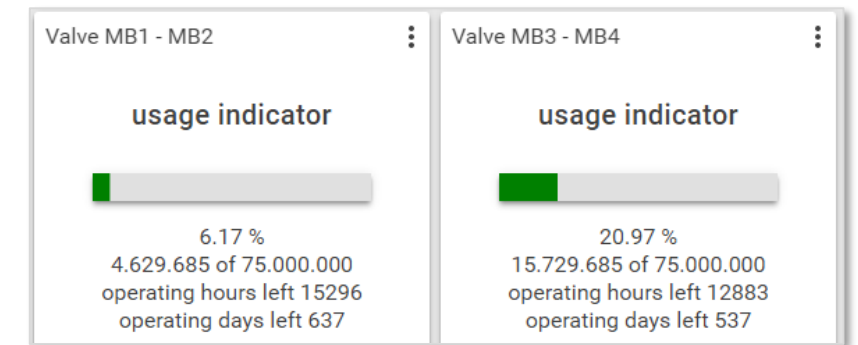 Valve MB1 - MB2
usage indicator
6.17 %
4.629.685 of 75.000.000
operating hours left 15296
operating days left 637
Valve MB3 - MB4
usage indicator
20.97 %
15.729.685 of 75.000.000
operating hours left 12883
operating days left 537